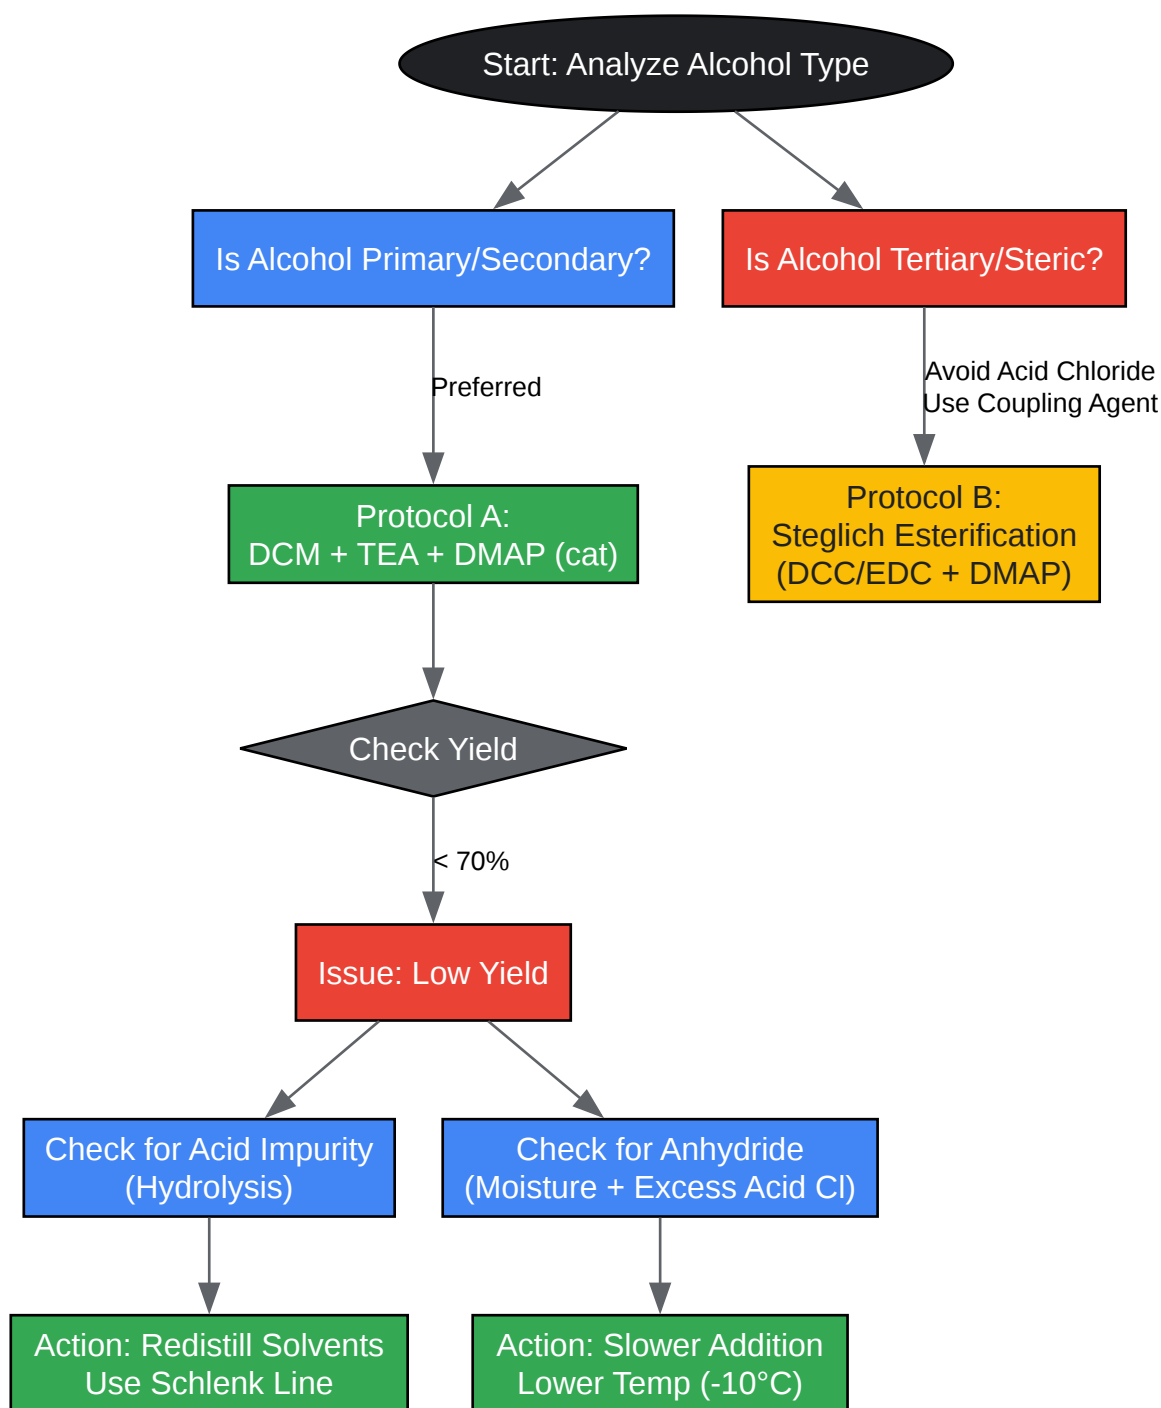 Start: Analyze Alcohol Type
Is Alcohol Primary/Secondary?
Is Alcohol Tertiary/Steric?
Preferred
Avoid Acid Chloride
Use Coupling Agent
Protocol A:
DCM + TEA + DMAP (cat)
Protocol B:
Steglich Esterification
(DCC/EDC + DMAP)
Check Yield
< 70%
Issue: Low Yield
Check for Acid Impurity
(Hydrolysis)
Check for Anhydride
(Moisture + Excess Acid Cl)
Action: Redistill Solvents
Use Schlenk Line
Action: Slower Addition
Lower Temp (-10°C)